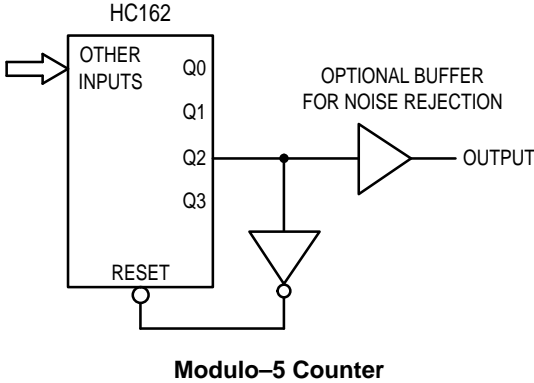 HC162
OTHER
INPUTS
Q0
Q1
Q2
Q3
RESET
OPTIONAL BUFFER
FOR NOISE REJECTION
OUTPUT
Modulo–5 Counter